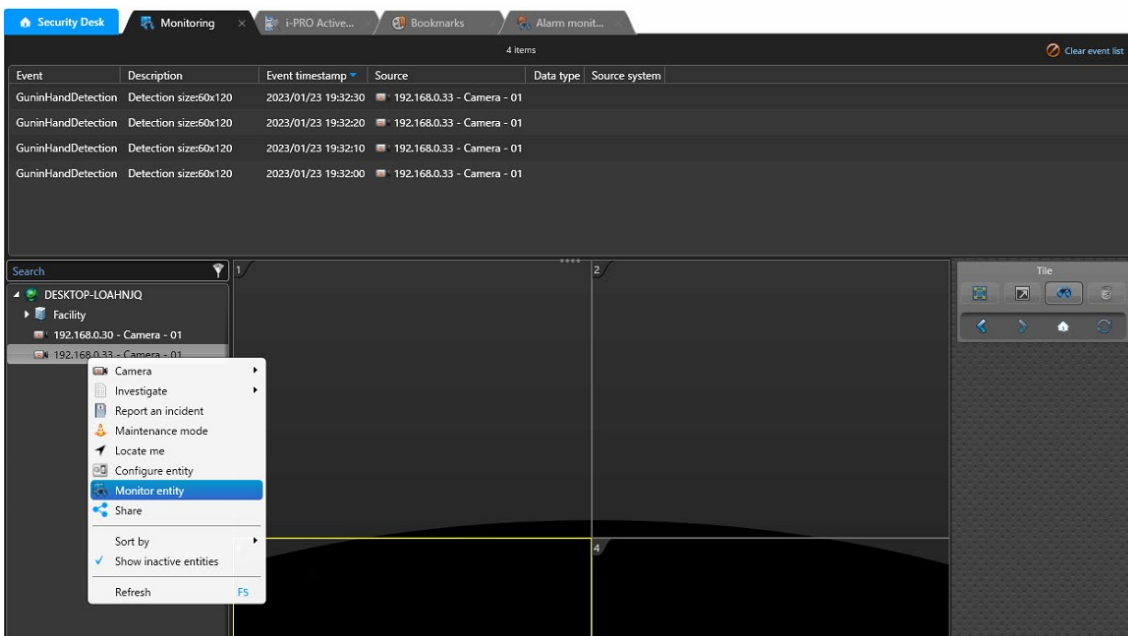 Security Desk Monitoring × i-PRO Active... × Bookmarks × Alarm monit... ×
4 items
Clear event list
Event Description Event timestamp Source Data type Source system
GuninHandDetection Detection size:60x120 2023/01/23 19:32:30 192.168.0.33 - Camera - 01
GuninHandDetection Detection size:60x120 2023/01/23 19:32:20 192.168.0.33 - Camera - 01
GuninHandDetection Detection size:60x120 2023/01/23 19:32:10 192.168.0.33 - Camera - 01
GuninHandDetection Detection size:60x120 2023/01/23 19:32:00 192.168.0.33 - Camera - 01
Search
1
2
Tile
DESKTOP-LOAHNJQ
Facility
192.168.0.30 - Camera - 01
192.168.0.33 - Camera - 01
Camera
Investigate
Report an incident
Maintenance mode
Locate me
Configure entity
Monitor entity
Share
Sort by
4
Show inactive entities
Refresh F5